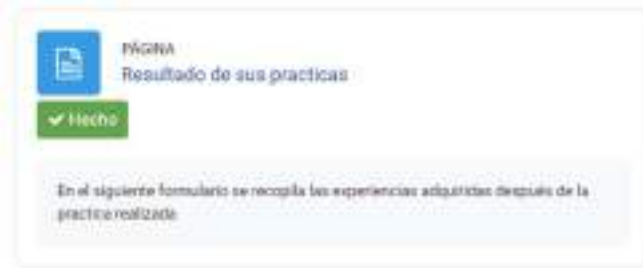 PÁGINA
Resultado de sus practicas
Hecho
En el siguiente formulario se recopila las experiencias adquiridas después de la
practica realizada